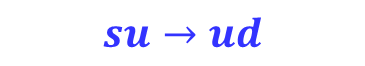 su → ud